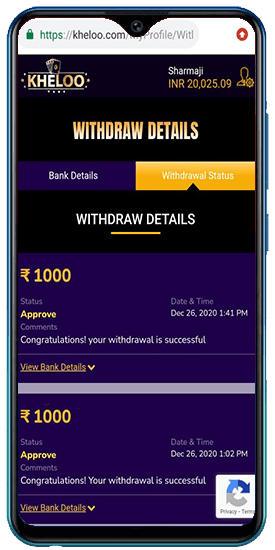 https://kheloo.com/myProfile/Witl
KHELOO
Sharmaji
INR 20,025.09
WITHDRAW DETAILS
Bank Details
Withdrawal Status
WITHDRAW DETAILS
₹ 1000
Status
Date & Time
Approve
Dec 26, 2020 1:41 PM
Comments
Congratulations! your withdrawal is successful
View Bank Details
₹ 1000
Status
Date & Time
Approve
Dec 26, 2020 1:02 PM
Comments
Congratulations! Your withdrawal is successful
View Bank Details
Privacy - Terms